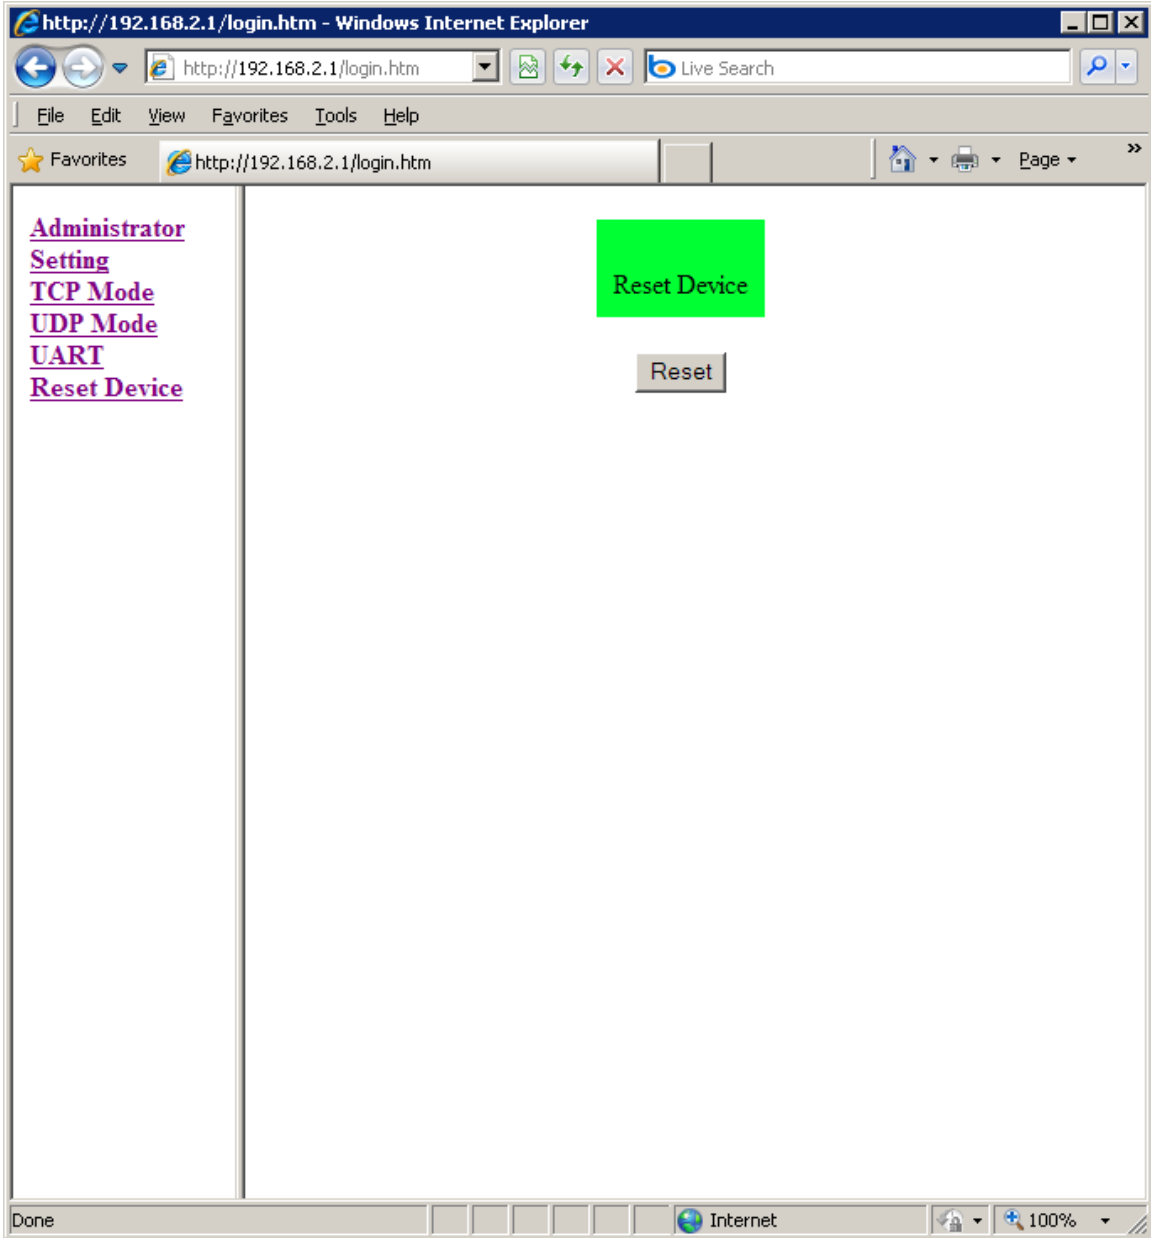 http://192.168.2.1/login.htm - Windows Internet Explorer
http://192.168.2.1/login.htm
Live Search
File Edit View Favorites Tools Help
Favorites
http://192.168.2.1/login.htm
Page
Administrator
Setting
TCP Mode
UDP Mode
UART
Reset Device
Reset Device
Reset
Done
Internet
100%